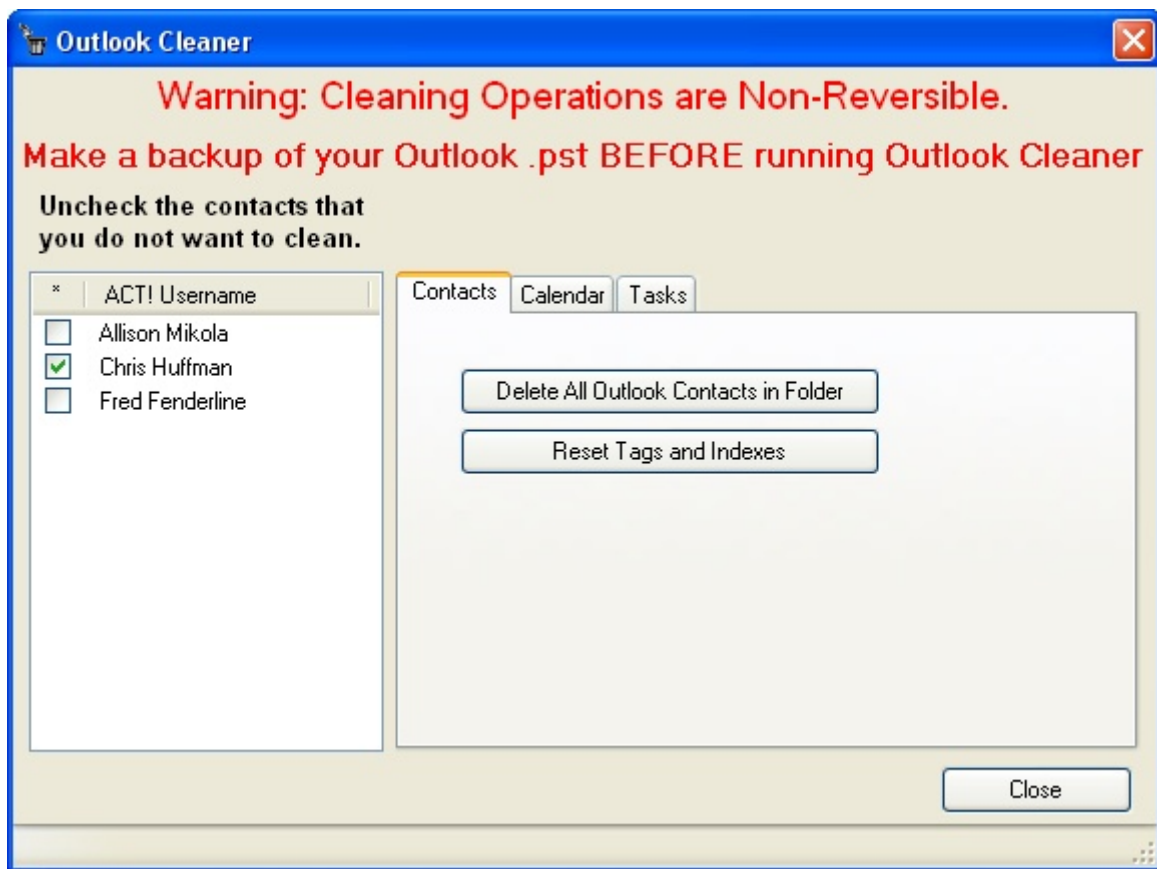 Outlook Cleaner
Warning: Cleaning Operations are Non-Reversible.
Make a backup of your Outlook .pst BEFORE running Outlook Cleaner
Uncheck the contacts that
you do not want to clean.
* ACT! Username
Allison Mikola
Chris Huffman
Fred Fenderline
Contacts Calendar Tasks
Delete All Outlook Contacts in Folder
Reset Tags and Indexes
Close